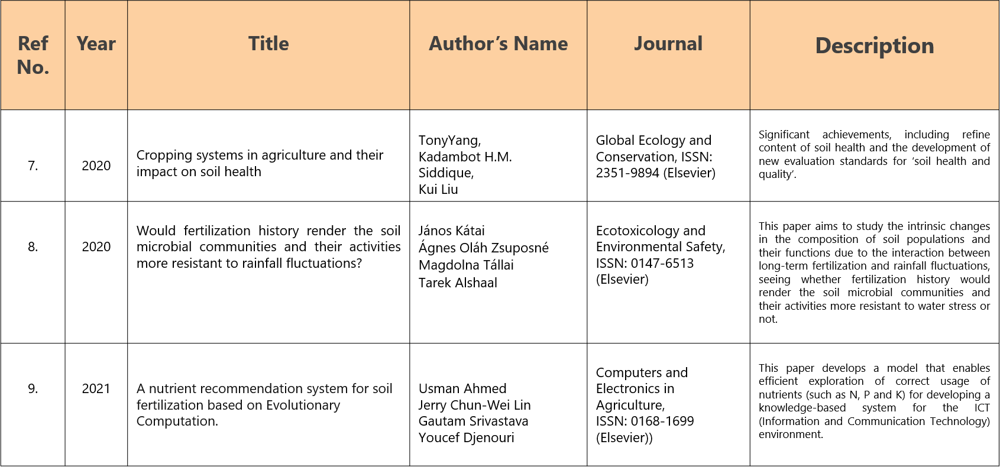 Ref
No.
Year
Title
Author’s Name
Journal
Description
7.
2020
Cropping systems in agriculture and their
impact on soil health
TonyYang,
Kadambot H.M.
Siddique,
Kui Liu
Global Ecology and
Conservation, ISSN:
2351-9894 (Elsevier)
Significant achievements, including refine
content of soil health and the development of
new evaluation standards for ‘soil health and
quality’.
8.
2020
Would fertilization history render the soil
microbial communities and their activities
more resistant to rainfall fluctuations?
János Kátai
Ágnes Oláh Zsuposné
Magdolna Tállai
Tarek Alshaal
Ecotoxicology and
Environmental Safety,
ISSN: 0147-6513
(Elsevier)
This paper aims to study the intrinsic changes
in the composition of soil populations and
their functions due to the interaction between
long-term fertilization and rainfall fluctuations,
seeing whether fertilization history would
render the soil microbial communities and
their activities more resistant to water stress or
not.
9.
2021
A nutrient recommendation system for soil
fertilization based on Evolutionary
Computation.
Usman Ahmed
Jerry Chun-Wei Lin
Gautam Srivastava
Youcef Djenouri
Computers and
Electronics in
Agriculture,
ISSN: 0168-1699
(Elsevier))
This paper develops a model that enables
efficient exploration of correct usage of
nutrients (such as N, P and K) for developing a
knowledge-based system for the ICT
(Information and Communication Technology)
environment.